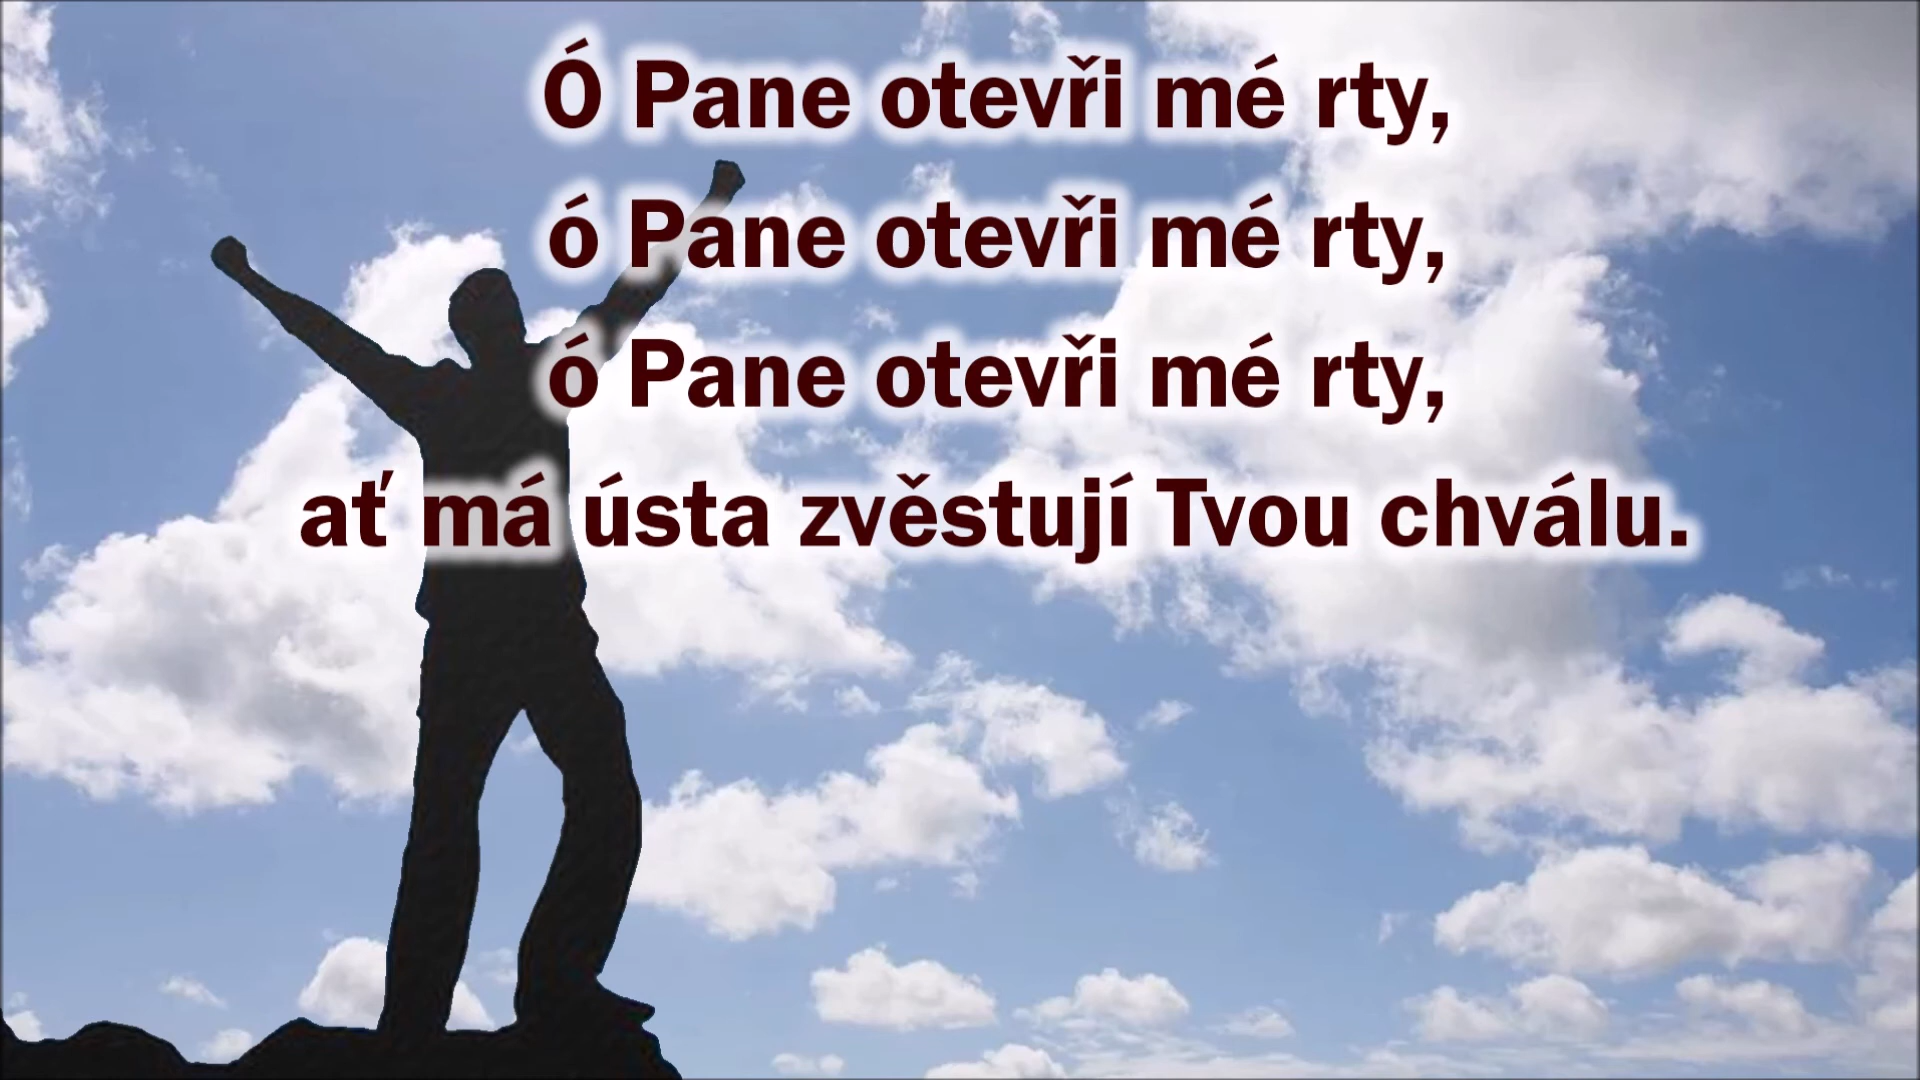 Ó Pane otevři mé rty,
ó Pane otevři mé rty,
ó Pane otevři mé rty,
ať má ústa zvěstují Tvou chválu.